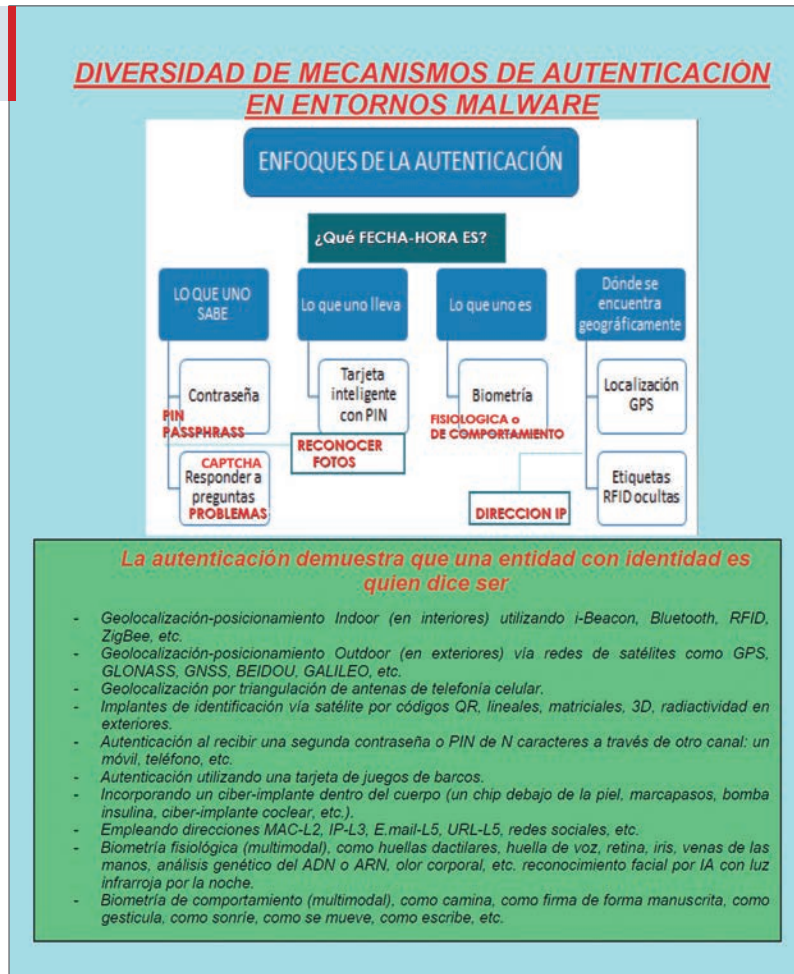 DIVERSIDAD DE MECANISMOS DE AUTENTICACIÓN
EN ENTORNOS MALWARE
ENFOQUES DE LA AUTENTICACIÓN
¿Qué FECHA-HORA ES?
LO QUE UNO
SABE
Contraseña
PIN
PASSPHRASS
CAPTCHA
Responder a
preguntas
PROBLEMAS
Lo que uno lleva
Tarjeta
inteligente
con PIN
RECONOCER
FOTOS
Lo que uno es
Biometría
FISIOLOGICA o
DE COMPORTAMIENTO
Dónde se
encuentra
geográficamente
Localización
GPS
Etiquetas
RFID ocultas
DIRECCION IP
La autenticación demuestra que una entidad con identidad es
quien dice ser
- Geolocalización-posicionamiento Indoor (en interiores) utilizando i-Beacon, Bluetooth, RFID,
ZigBee, etc.
- Geolocalización-posicionamiento Outdoor (en exteriores) vía redes de satélites como GPS,
GLONASS, GNSS, BEIDOU, GALILEO, etc.
- Geolocalización por triangulación de antenas de telefonía celular.
- Implantes de identificación vía satélite por códigos QR, lineales, matriciales, 3D, radiactividad en
exteriores.
- Autenticación al recibir una segunda contraseña o PIN de N caracteres a través de otro canal: un
móvil, teléfono, etc.
- Autenticación utilizando una tarjeta de juegos de barcos.
- Incorporando un ciber-implante dentro del cuerpo (un chip debajo de la piel, marcapasos, bomba
insulina, ciber-implante coclear, etc.).
- Empleando direcciones MAC-L2, IP-L3, E.mail-L5, URL-L5, redes sociales, etc.
- Biometría fisiológica (multimodal), como huellas dactilares, huella de voz, retina, iris, venas de las
manos, análisis genético del ADN o ARN, olor corporal, etc. reconocimiento facial por IA con luz
infrarroja por la noche.
- Biometría de comportamiento (multimodal), como camina, como firma de forma manuscrita, como
gesticula, como sonríe, como se mueve, como escribe, etc.